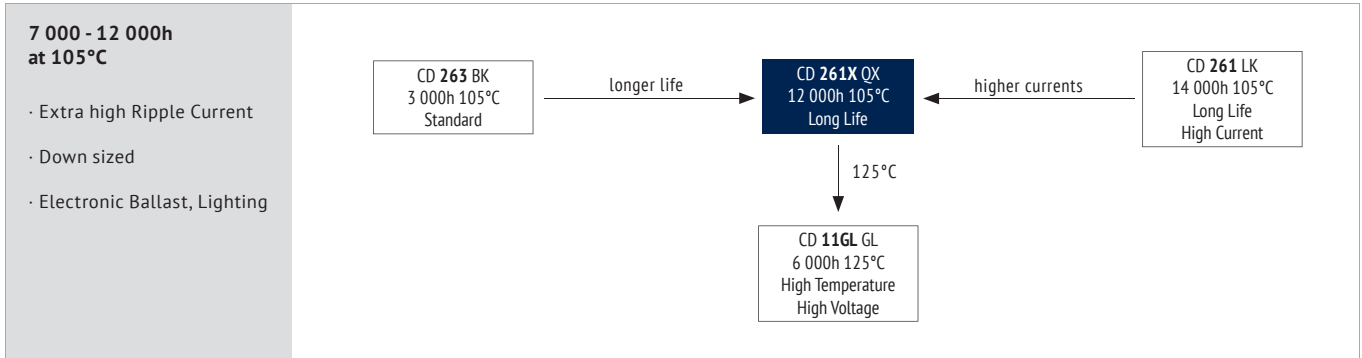 7 000 - 12 000h
at 105°C
· Extra high Ripple Current
· Down sized
· Electronic Ballast, Lighting
CD 263 BK
3 000h 105°C
Standard
longer life
CD 261X QX
12 000h 105°C
Long Life
higher currents
CD 261 LK
14 000h 105°C
Long Life
High Current
125°C
CD 11GL GL
6 000h 125°C
High Temperature
High Voltage